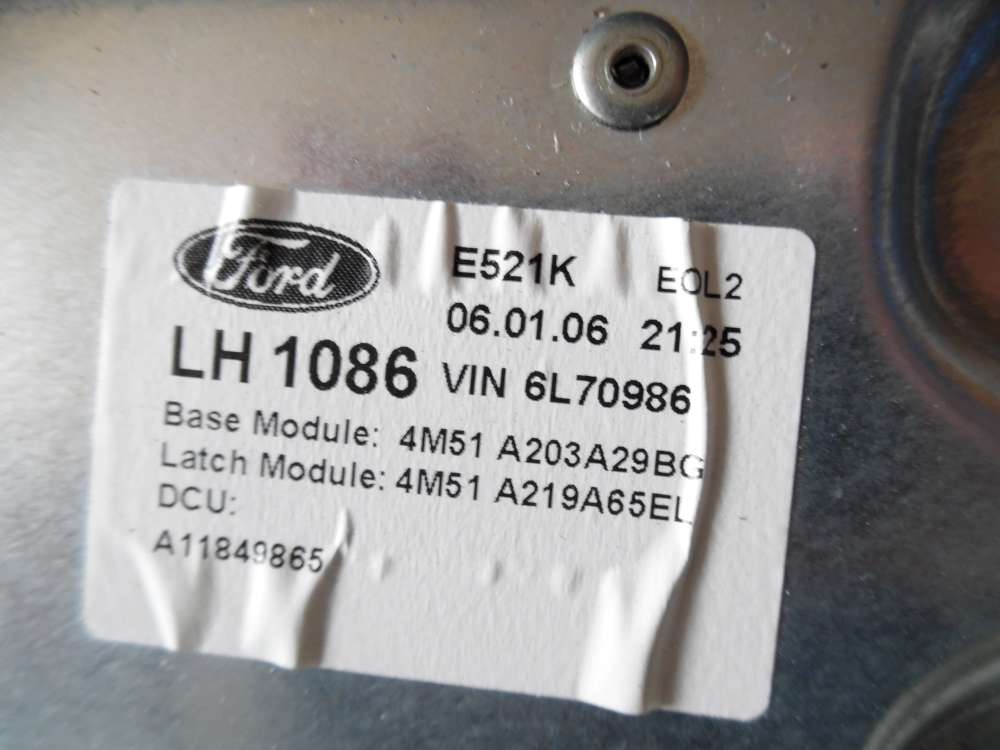 Ford E521K EOL2
06.01.06 21:25
LH 1086 VIN 6L70986
Base Module: 4M51 A203A29BG
Latch Module: 4M51 A219A65EL
DCU:
A11849865